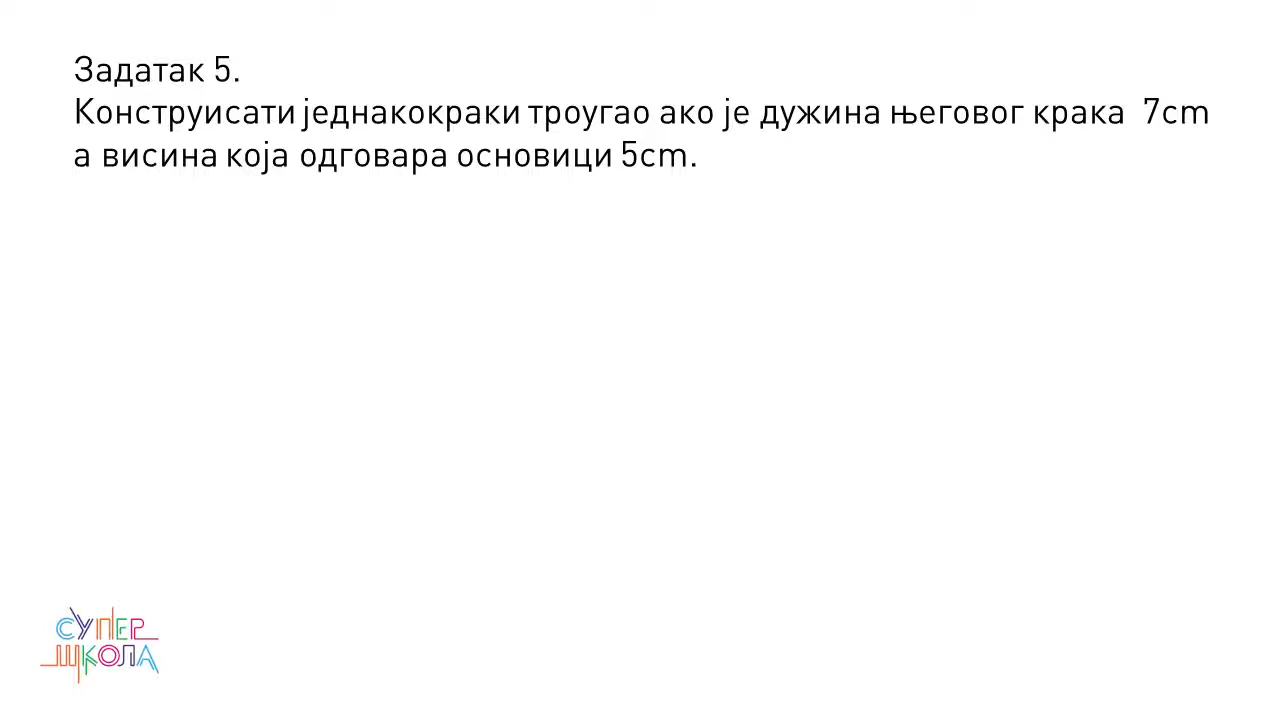 Задатак 5.
Конструисати једнакокраки троугао ако је дужина његовог крака 7cm
а висина која одговара основици 5cm.
СУПЕР
ШКОЛА